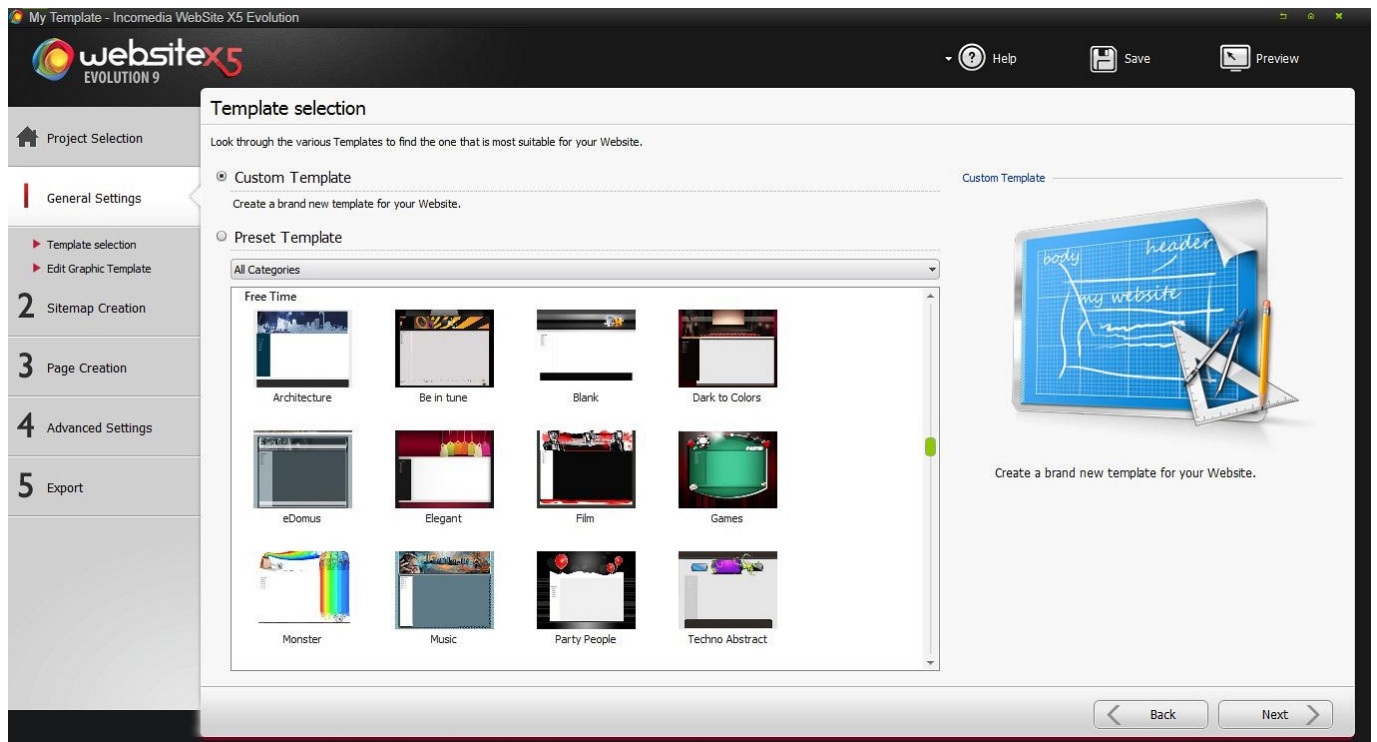 My Template - Incomedia WebSite X5 Evolution
websitex5
EVOLUTION 9
Help
Save
Preview
Template selection
Project Selection
Look through the various Templates to find the one that is most suitable for your Website.
General Settings
Template selection
Edit Graphic Template
2 Sitemap Creation
3 Page Creation
4 Advanced Settings
5 Export
Custom Template
Create a brand new template for your Website.
Preset Template
All Categories
Free Time
Architecture
Be in tune
Blank
Dark to Colors
eDomus
Elegant
Film
Games
Monster
Music
Party People
Techno Abstract
Custom Template
body
header
my website
Create a brand new template for your Website.
Back
Next